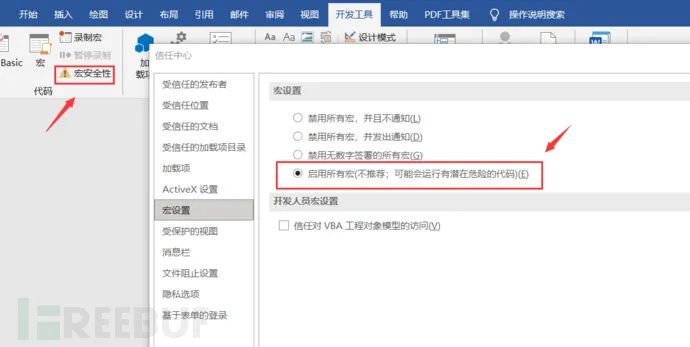 开始 插入 绘图 设计 布局 引用 邮件 审阅 视图 开发工具 帮助 PDF工具集 操作说明搜索
Basic
宏
录制宏
暂停录制
宏安全性
代码
加
载项
Aa Aa
设计模式
信任中心
受信任的发布者
受信任位置
受信任的文档
受信任的加载项目录
加载项
ActiveX 设置
宏设置
受保护的视图
消息栏
文件阻止设置
隐私选项
基于表单的登录
宏设置
禁用所有宏，并且不通知(L)
禁用所有宏，并发出通知(D)
禁用无数字签署的所有宏(G)
启用所有宏(不推荐；可能会运行有潜在危险的代码)(E)
开发人员宏设置
信任对 VBA 工程对象模型的访问(V)
FREEBUF